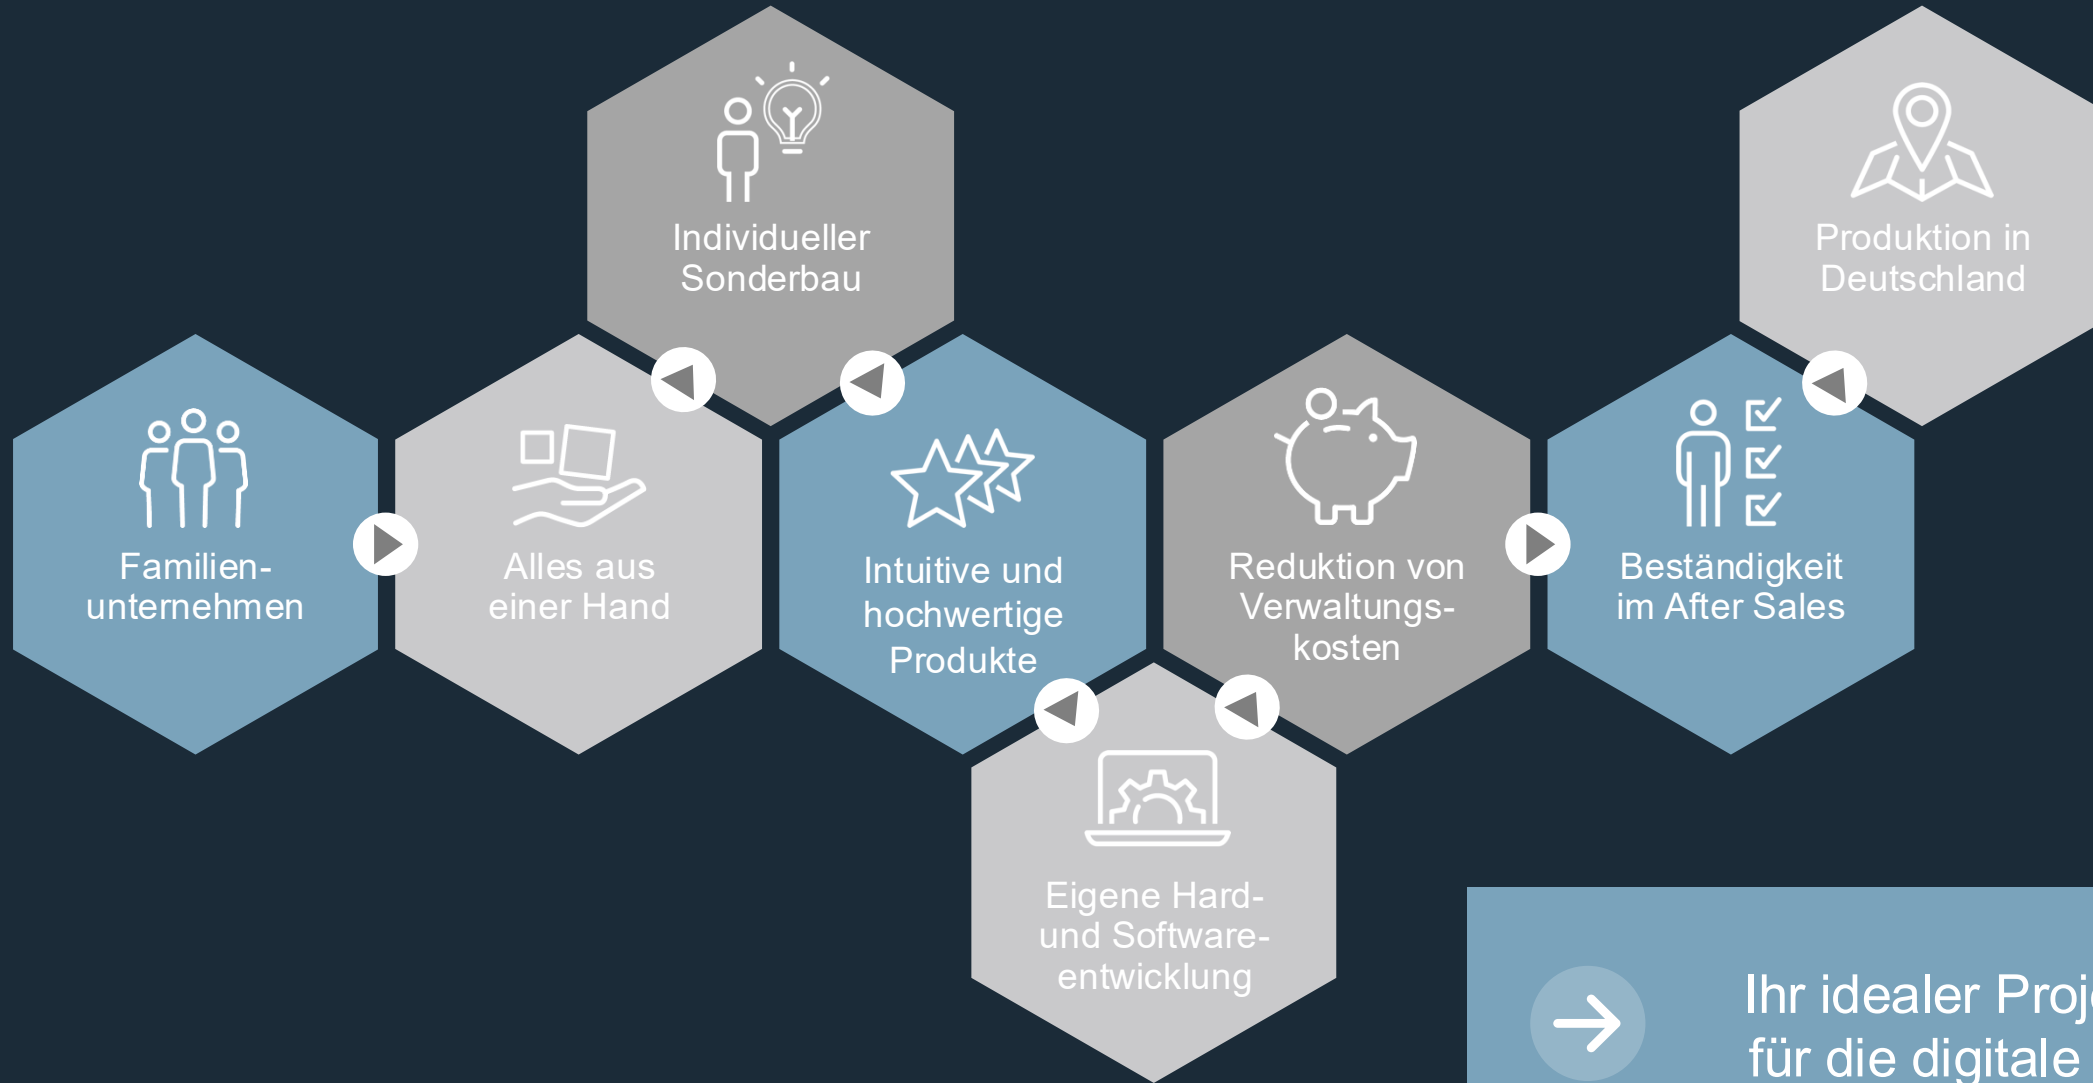 Individueller
Sonderbau
Produktion in
Deutschland
Familien-
unternehmen
Alles aus
einer Hand
Intuitive und
hochwertige
Produkte
Reduktion von
Verwaltungs-
kosten
Beständigkeit
im After Sales
Eigene Hard-
und Software-
entwicklung
Ihr idealer
für die digitale